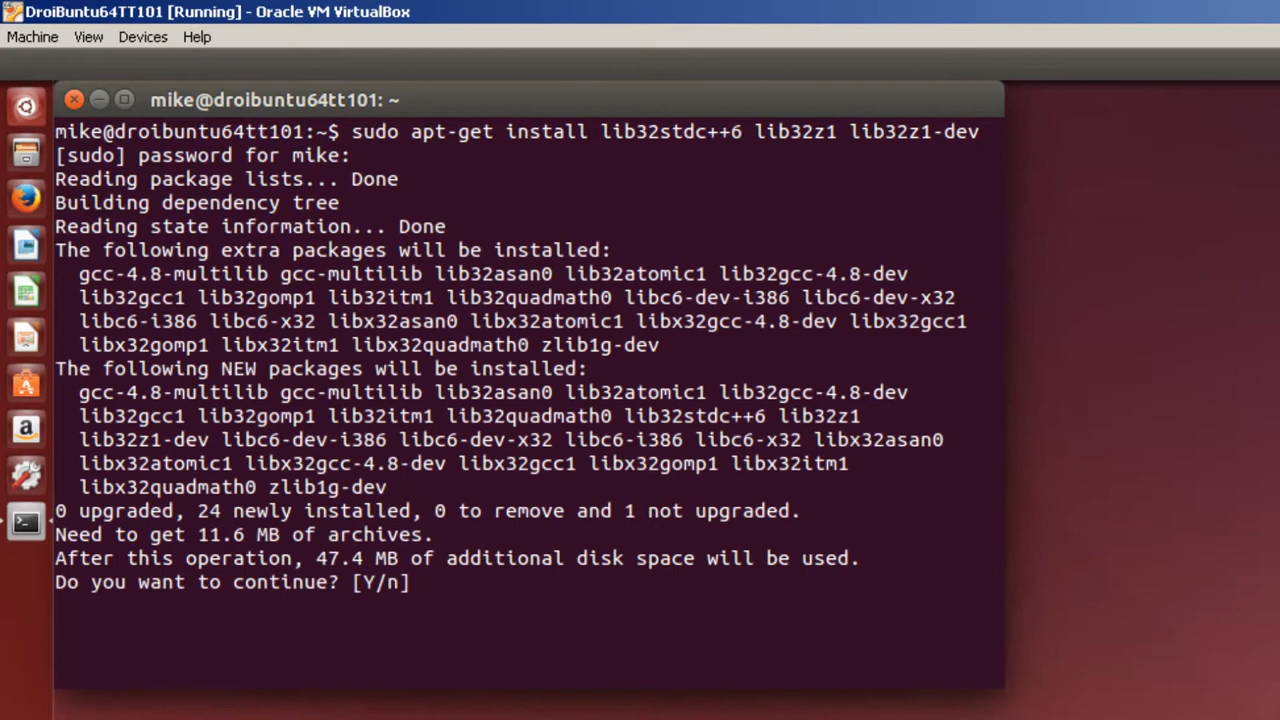 DroiBuntu64TT101 [Running] - Oracle VM VirtualBox
Machine View Devices Help
mike@droibuntu64tt101: ~
mike@droibuntu64tt101:~$ sudo apt-get install lib32stdc++6 lib32z1 lib32z1-dev
[sudo] password for mike:
Reading package lists... Done
Building dependency tree
Reading state information... Done
The following extra packages will be installed:
gcc-4.8-multilib gcc-multilib lib32asan0 lib32atomic1 lib32gcc-4.8-dev
lib32gcc1 lib32gomp1 lib32itm1 lib32quadmath0 libc6-dev-i386 libc6-dev-x32
libc6-i386 libc6-x32 libx32asan0 libx32atomic1 libx32gcc-4.8-dev libx32gcc1
libx32gomp1 libx32itm1 libx32quadmath0 zlib1g-dev
The following NEW packages will be installed:
gcc-4.8-multilib gcc-multilib lib32asan0 lib32atomic1 lib32gcc-4.8-dev
lib32gcc1 lib32gomp1 lib32itm1 lib32quadmath0 lib32stdc++6 lib32z1
lib32z1-dev libc6-dev-i386 libc6-dev-x32 libc6-i386 libc6-x32 libx32asan0
libx32atomic1 libx32gcc-4.8-dev libx32gcc1 libx32gomp1 libx32itm1
libx32quadmath0 zlib1g-dev
0 upgraded, 24 newly installed, 0 to remove and 1 not upgraded.
Need to get 11.6 MB of archives.
After this operation, 47.4 MB of additional disk space will be used.
Do you want to continue? [Y/n]